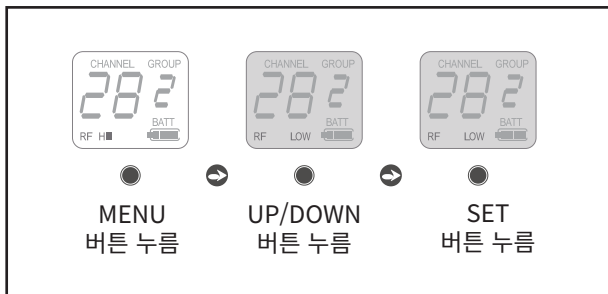 CHANNEL GROUP
28 2
BATT
RF HI
CHANNEL GROUP
28 2
BATT
RF LOW
CHANNEL GROUP
28 2
BATT
RF LOW
MENU
버튼 누름
UP/DOWN
버튼 누름
SET
버튼 누름